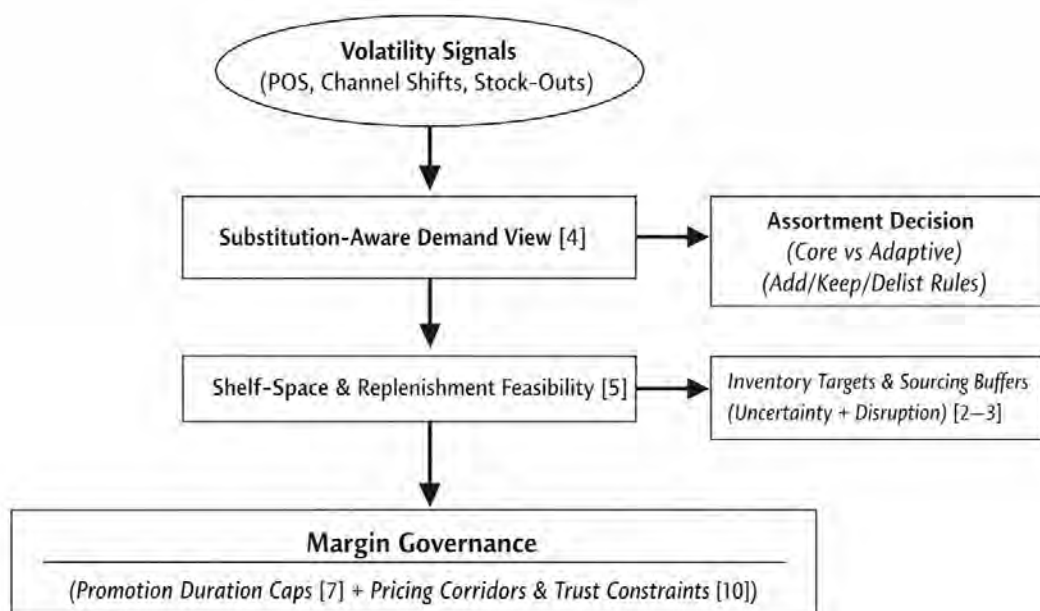 Volatility Signals
(POS, Channel Shifts, Stock-Outs)
Substitution-Aware Demand View [4]
Assortment Decision
(Core vs Adaptive)
(Add/Keep/Delist Rules)
Shelf-Space & Replenishment Feasibility [5]
Inventory Targets & Sourcing Buffers
(Uncertainty + Disruption) [2–3]
Margin Governance
(Promotion Duration Caps [7] + Pricing Corridors & Trust Constraints [10])